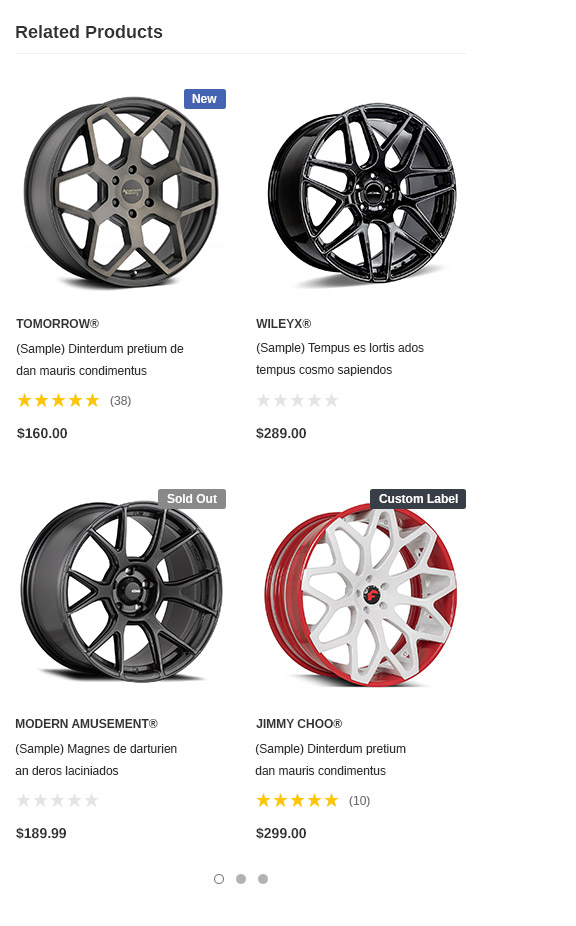 Related Products
New
TOMORROW®
(Sample) Dinterdum pretium de
dan mauris condimentus
(38)
$160.00
WILEYX®
(Sample) Tempus es lortis ados
tempus cosmo sapiendos
$289.00
Sold Out
MODERN AMUSEMENT®
(Sample) Magnes de darturien
an deros laciniados
$189.99
Custom Label
JIMMY CHOO®
(Sample) Dinterdum pretium
dan mauris condimentus
(10)
$299.00